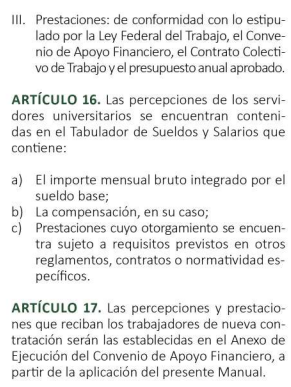 III. Prestaciones: de conformidad con lo estipu-
lado por la Ley Federal del Trabajo, el Conve-
nio de Apoyo Financiero, el Contrato Colecti-
vo de Trabajo y el presupuesto anual aprobado.
ARTÍCULO 16. Las percepciones de los servi-
dores universitarios se encuentran conteni-
das en el Tabulador de Sueldos y Salarios que
contiene:
a) El importe mensual bruto integrado por el
sueldo base;
b) La compensación, en su caso;
c) Prestaciones cuyo otorgamiento se encuen-
tra sujeto a requisitos previstos en otros
reglamentos, contratos o normatividad es-
pecíficos.
ARTÍCULO 17. Las percepciones y prestacio-
nes que reciban los trabajadores de nueva con-
tratación serán las establecidas en el Anexo de
Ejecución del Convenio de Apoyo Financiero, a
partir de la aplicación del presente Manual.